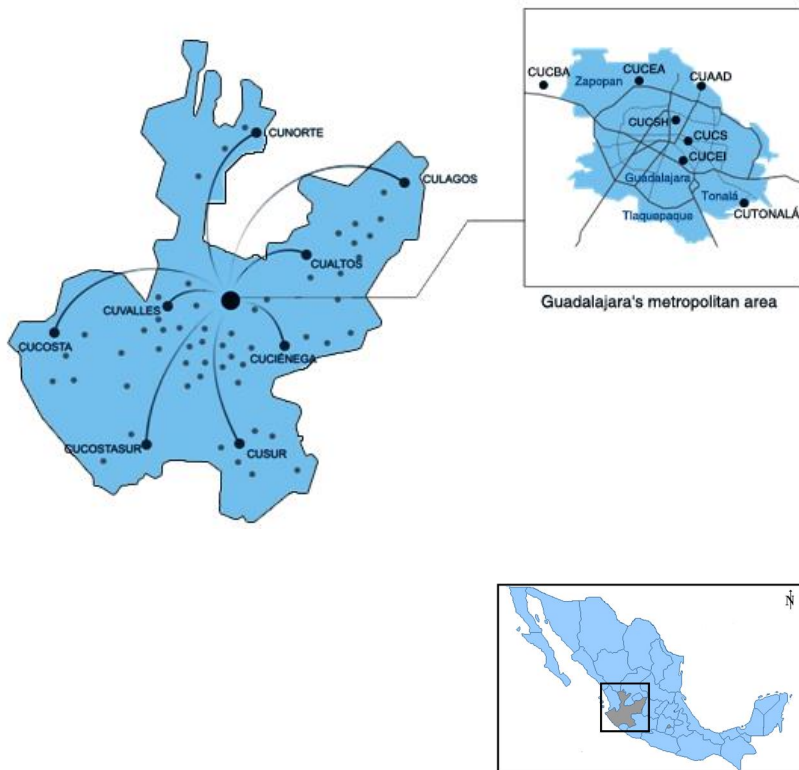 CUNORTE
CULAGOS
CUALTOS
CUVALLES
CUCOSTA
CUCIÉNEGA
CUCOSTASUR
CUSUR
CUCBA
Zapopan
CUCEA
CUAAD
CUCSH
CUCS
CUCEI
Guadalajara
Tonalá
CUTONALÁ
Tlaquepaque
Guadalajara's metropolitan area
N